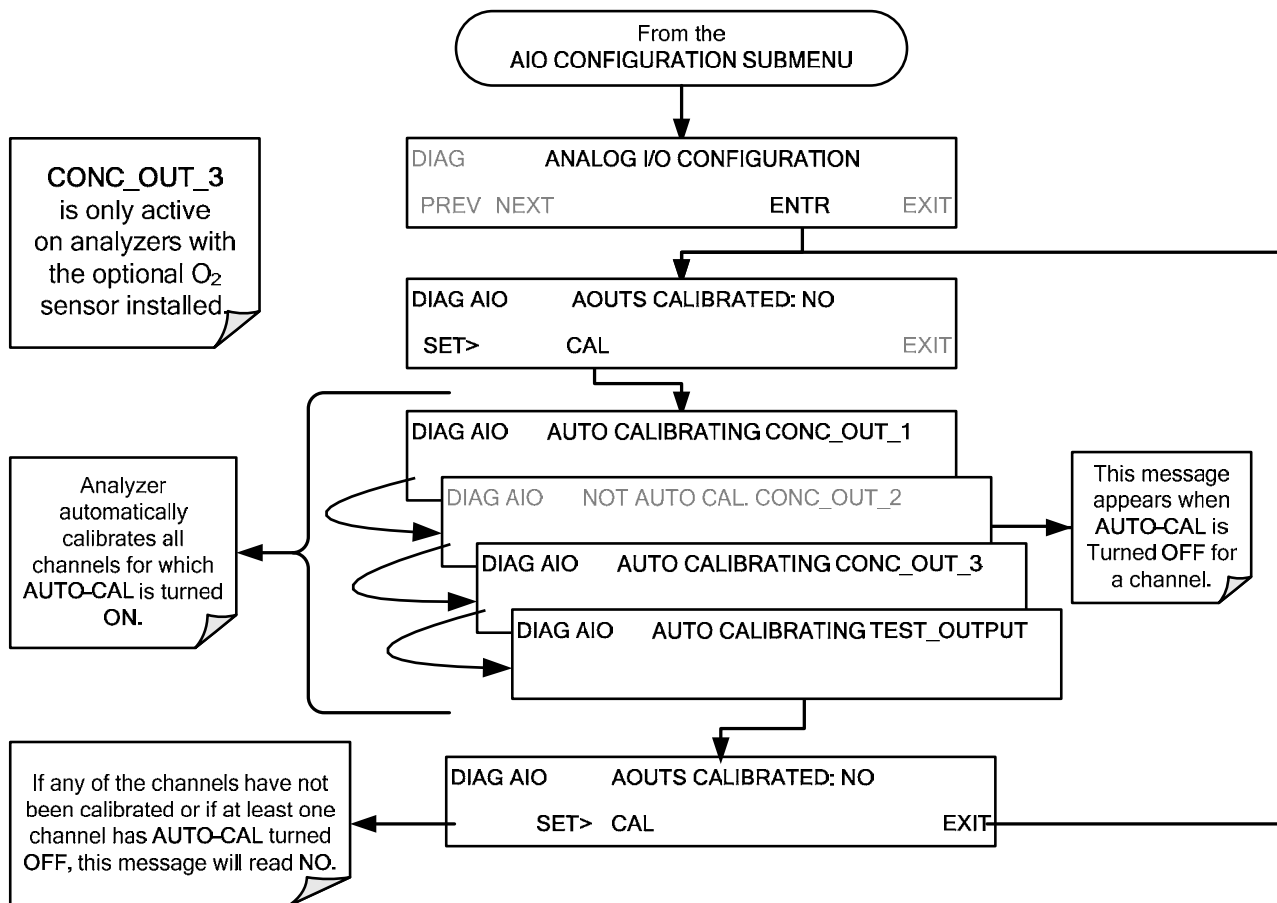 From the
AIO CONFIGURATION SUBMENU
DIAG ANALOG I/O CONFIGURATION
PREV NEXT ENTR EXIT
CONC_OUT_3
is only active
on analyzers with
the optional O₂
sensor installed.
DIAG AIO AOUTS CALIBRATED: NO
SET> CAL EXIT
DIAG AIO AUTO CALIBRATING CONC_OUT_1
DIAG AIO NOT AUTO CAL. CONC_OUT_2
DIAG AIO AUTO CALIBRATING CONC_OUT_3
DIAG AIO AUTO CALIBRATING TEST_OUTPUT
Analyzer
automatically
calibrates all
channels for which
AUTO-CAL is turned
ON.
This message
appears when
AUTO-CAL is
Turned OFF for
a channel.
DIAG AIO AOUTS CALIBRATED: NO
SET> CAL EXIT
If any of the channels have not
been calibrated or if at least one
channel has AUTO-CAL turned
OFF, this message will read NO.